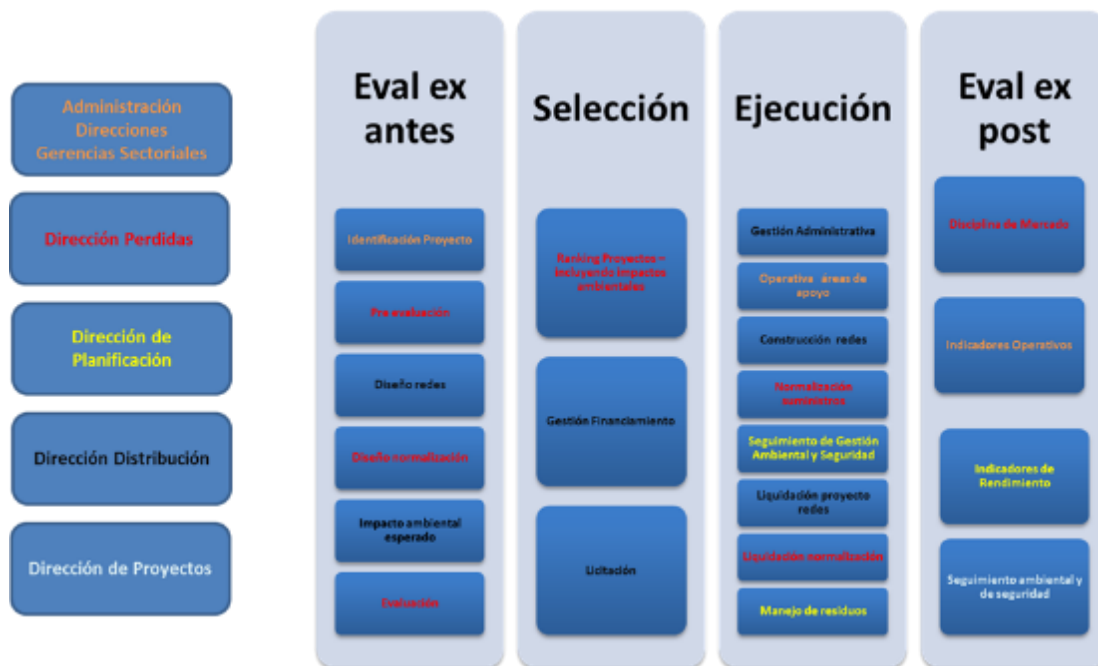 Administración
Direcciones
Gerencias Sectoriales
Dirección Perdidas
Dirección de
Planificación
Dirección Distribución
Dirección de Proyectos
Eval ex
antes
Identificación Proyecto
Pre evaluación
Diseño redes
Diseño normalización
Impacto ambiental
esperado
Evaluación
Selección
Ranking Proyectos –
Incluyendo impactos
ambientales
Gestión Financiamiento
Licitación
Ejecución
Gestión Administrativa
Operativa áreas de
apoyo
Construcción redes
Normalización
suministros
Seguimiento de Gestión
Ambiental y Seguridad
Liquidación proyecto
redes
Liquidación normalización
Manejo de residuos
Eval ex
post
Disciplina de Mercado
Indicadores Operativos
Indicadores de
Rendimiento
Seguimiento ambiental y
de seguridad